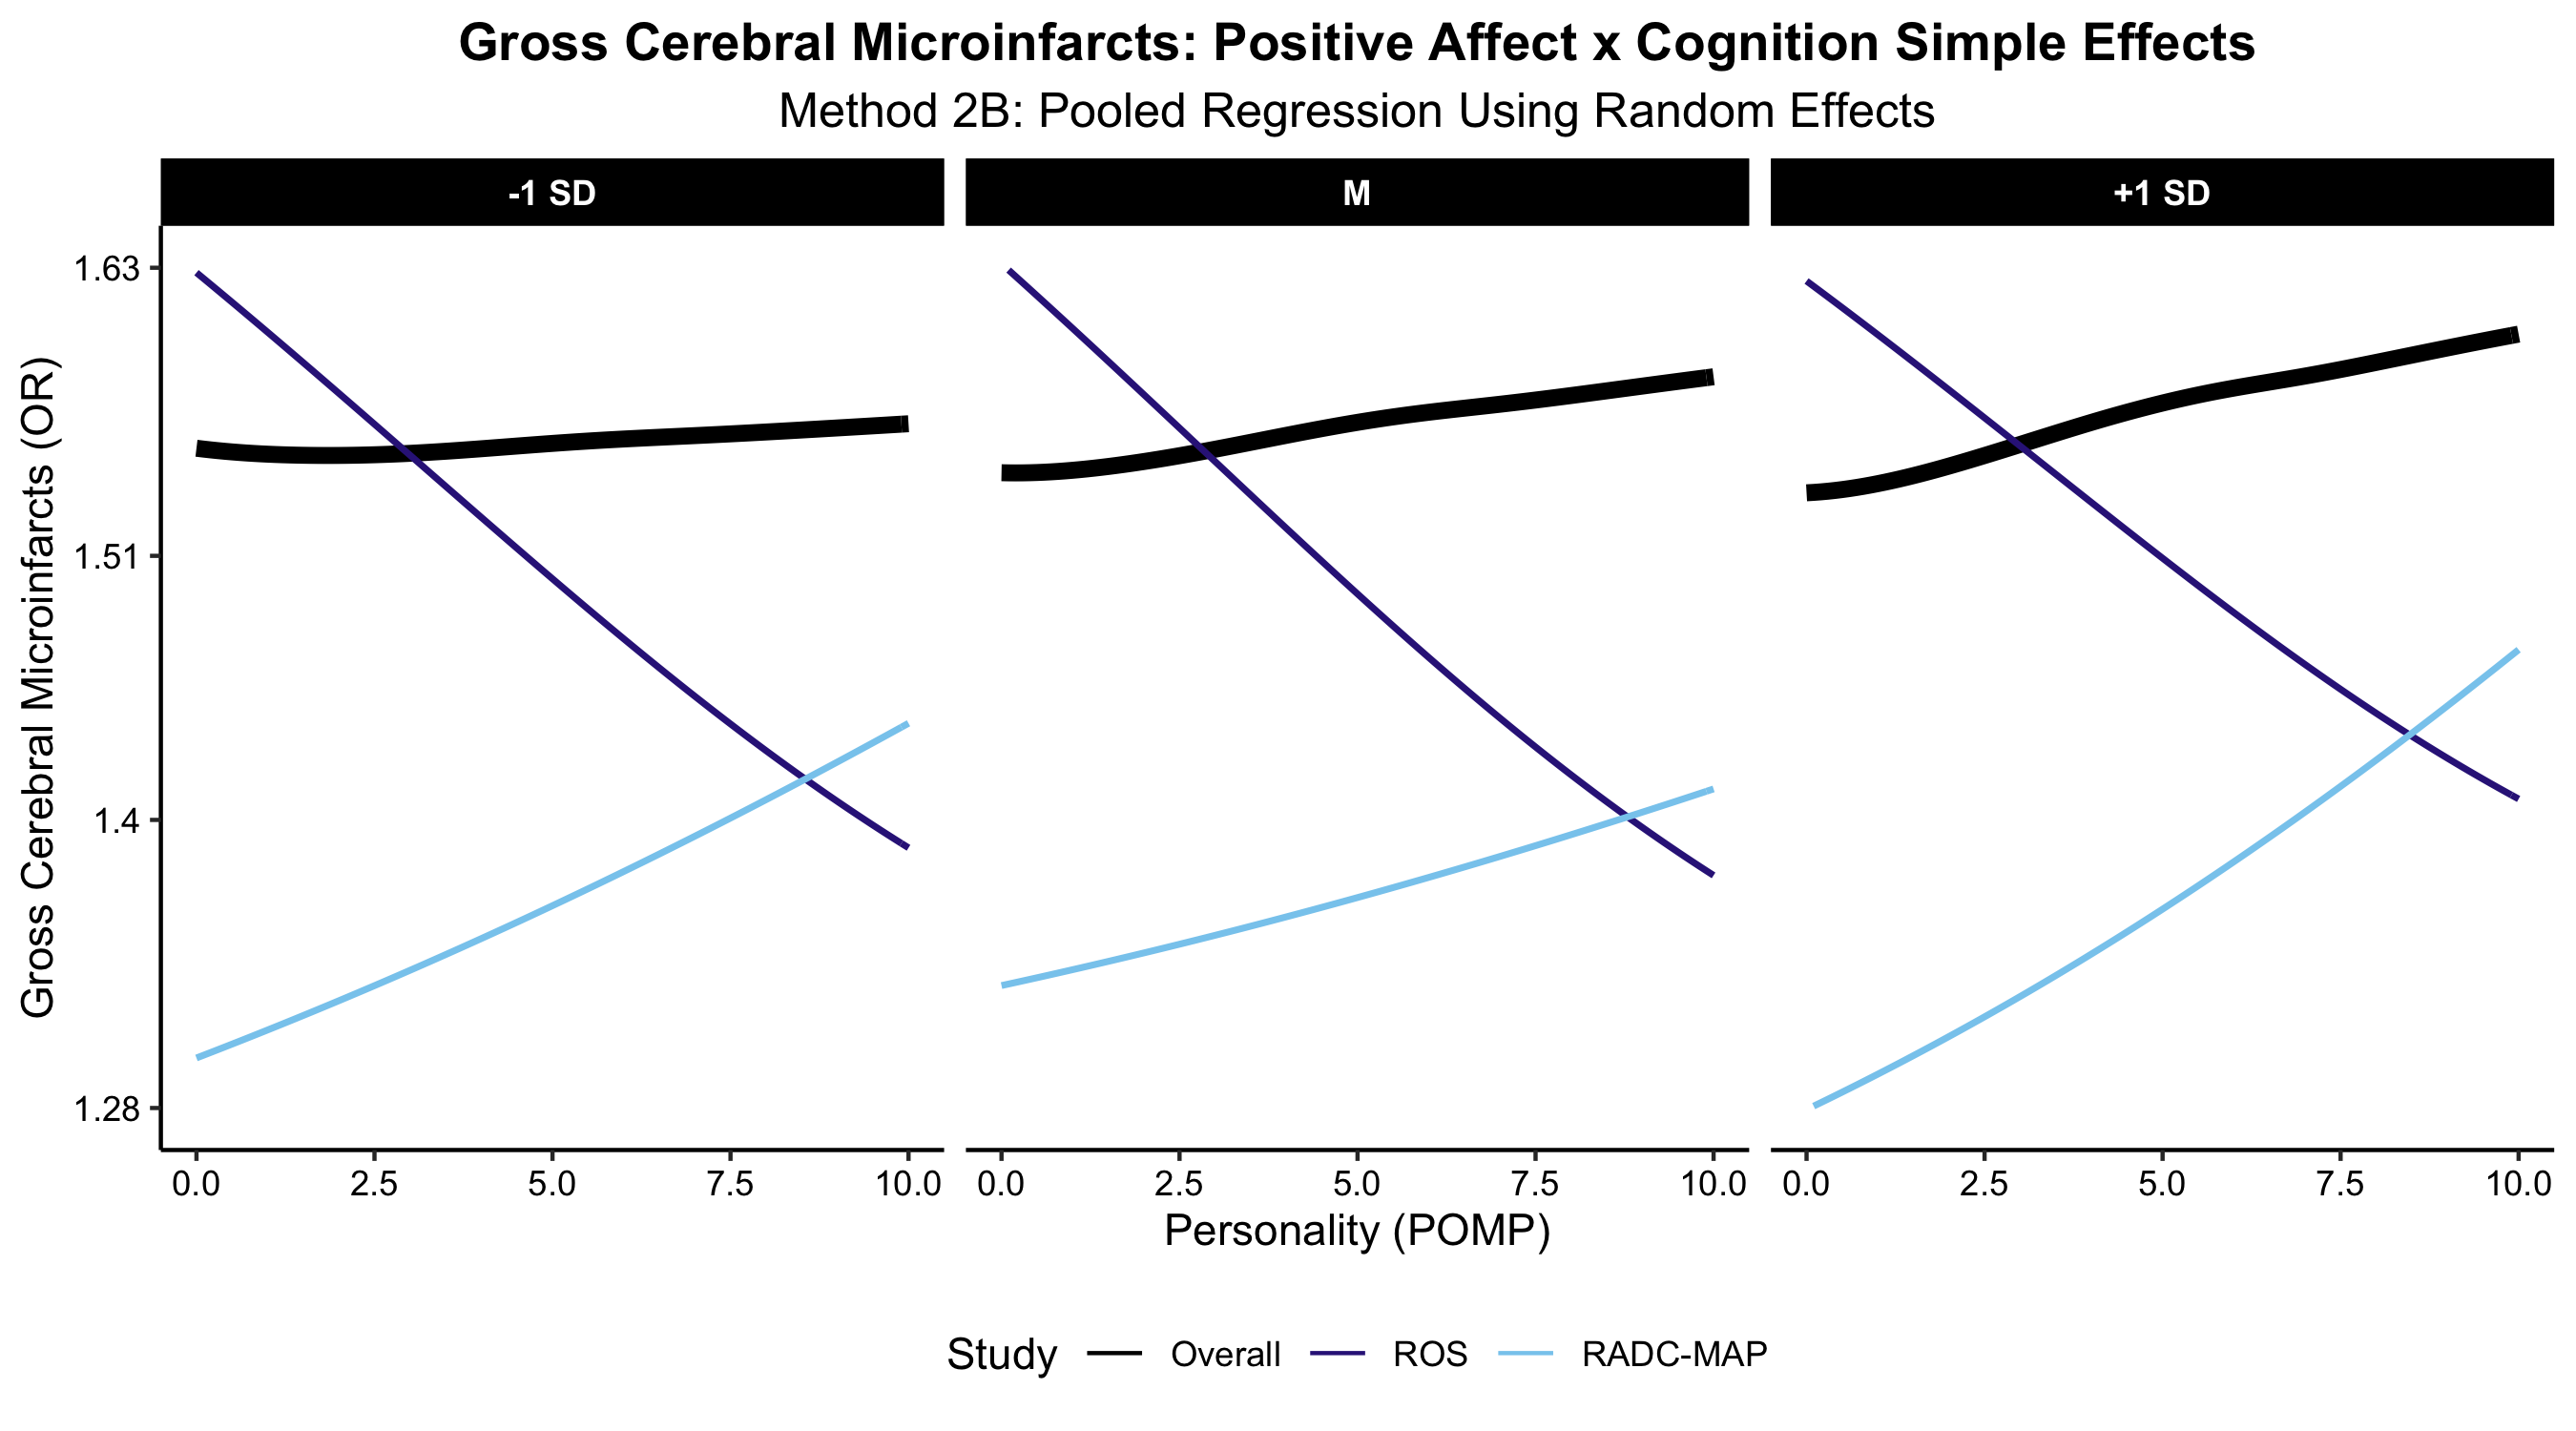 Gross Cerebral Microinfarcts: Positive Affect x Cognition Simple Effects
Method 2B: Pooled Regression Using Random Effects
-1 SD M +1 SD
Gross Cerebral Microinfarcts (OR)
1.63
1.51
1.4
1.28
0.0 2.5 5.0 7.5 10.0 0.0 2.5 5.0 7.5 10.0 0.0 2.5 5.0 7.5 10.0
Personality (POMP)
Study Overall ROS RADC-MAP